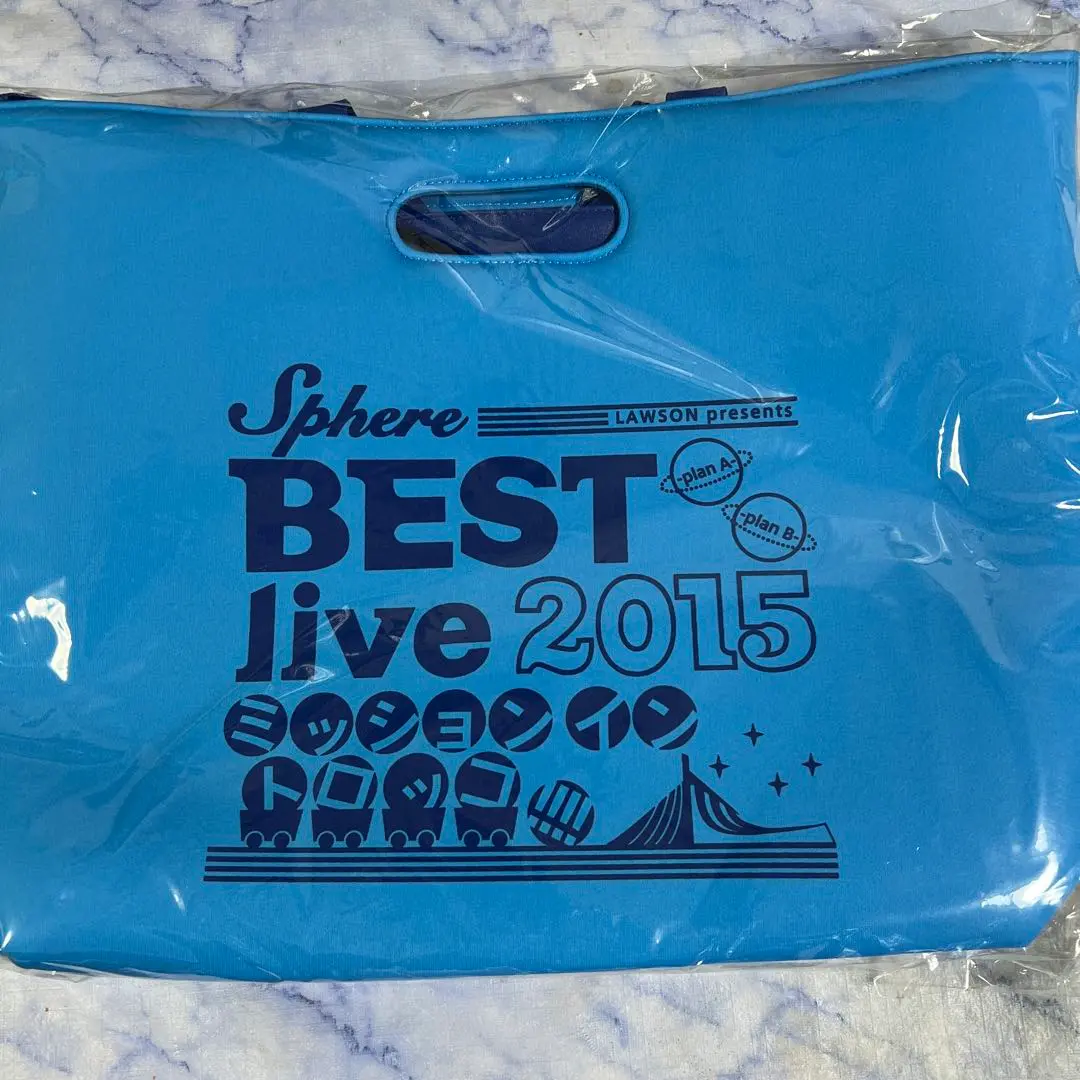 Sphere
LAWSON presents
BEST
-plan A-
-plan B-
live 2015
ミッション イン
トロッコ!!!!